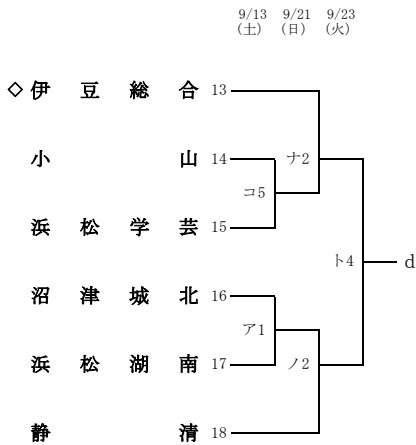 9/13 9/21 9/23
(土) (日) (火)
◇伊豆総合 13
小山 14
ナ2
コ5
浜松学芸 15
ト4 d
沼津城北 16
ア1
浜松湖南 17
ノ2
静清 18